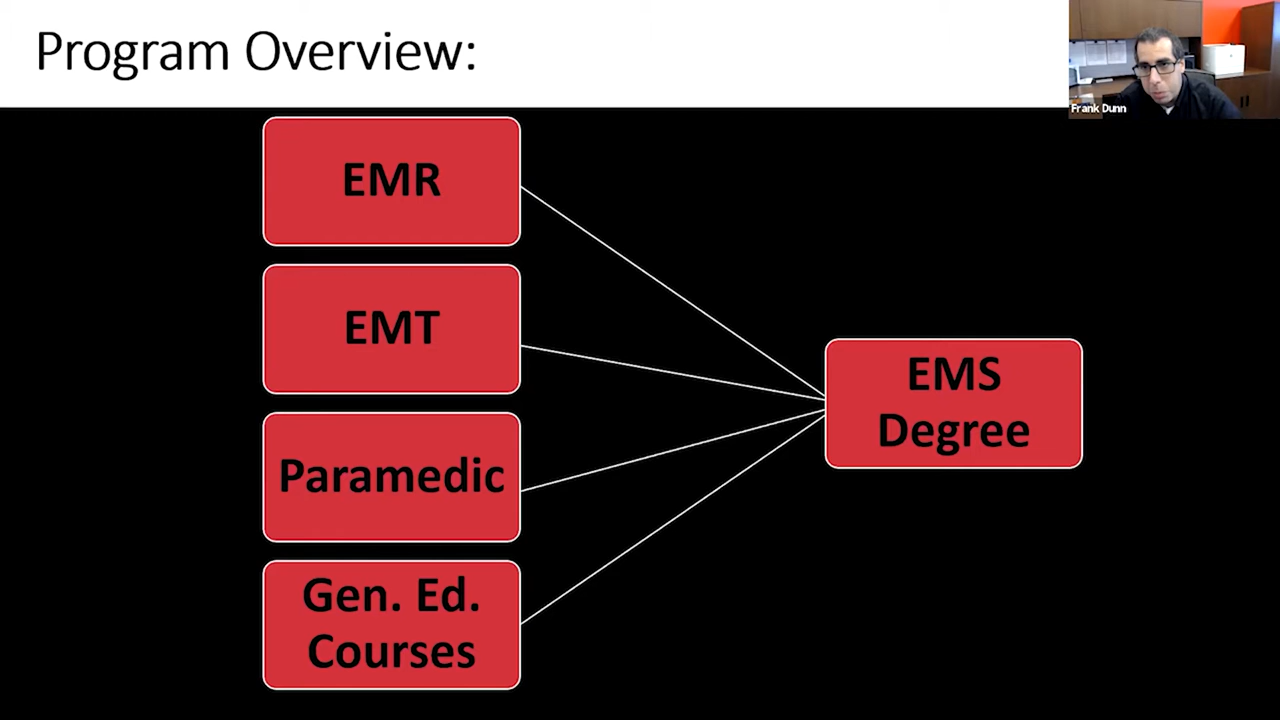 Program Overview:
Frank Dunn
EMR
EMT
EMS
Degree
Paramedic
Gen. Ed.
Courses